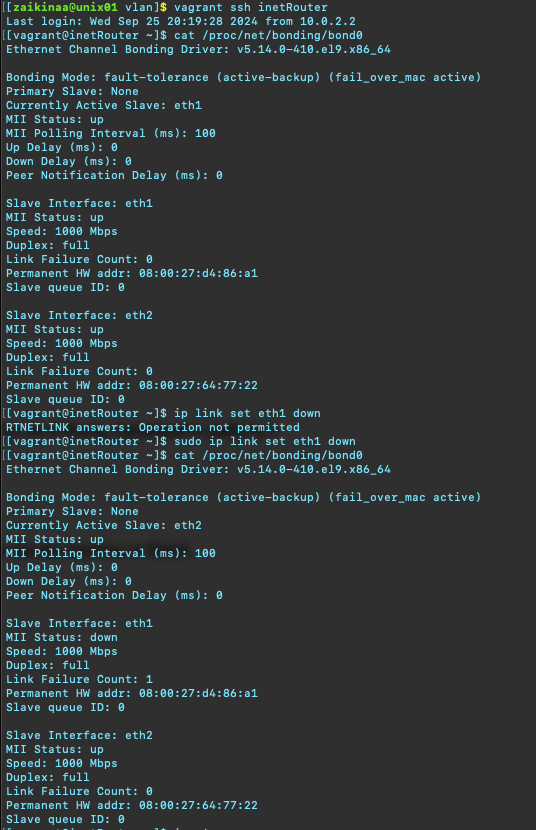 [[zaikinaa@unix01 vlan]$ vagrant ssh inetRouter
Last login: Wed Sep 25 20:19:28 2024 from 10.0.2.2
[[vagrant@inetRouter ~]$ cat /proc/net/bonding/bond0
Ethernet Channel Bonding Driver: v5.14.0-410.el9.x86_64
Bonding Mode: fault-tolerance (active-backup) (fail_over_mac active)
Primary Slave: None
Currently Active Slave: eth1
MII Status: up
MII Polling Interval (ms): 100
Up Delay (ms): 0
Down Delay (ms): 0
Peer Notification Delay (ms): 0
Slave Interface: eth1
MII Status: up
Speed: 1000 Mbps
Duplex: full
Link Failure Count: 0
Permanent HW addr: 08:00:27:d4:86:a1
Slave queue ID: 0
Slave Interface: eth2
MII Status: up
Speed: 1000 Mbps
Duplex: full
Link Failure Count: 0
Permanent HW addr: 08:00:27:64:77:22
Slave queue ID: 0
[[vagrant@inetRouter ~]$ ip link set eth1 down
RTNETLINK answers: Operation not permitted
[[vagrant@inetRouter ~]$ sudo ip link set eth1 down
[[vagrant@inetRouter ~]$ cat /proc/net/bonding/bond0
Ethernet Channel Bonding Driver: v5.14.0-410.el9.x86_64
Bonding Mode: fault-tolerance (active-backup) (fail_over_mac active)
Primary Slave: None
Currently Active Slave: eth2
MII Status: up
MII Polling Interval (ms): 100
Up Delay (ms): 0
Down Delay (ms): 0
Peer Notification Delay (ms): 0
Slave Interface: eth1
MII Status: down
Speed: 1000 Mbps
Duplex: full
Link Failure Count: 1
Permanent HW addr: 08:00:27:d4:86:a1
Slave queue ID: 0
Slave Interface: eth2
MII Status: up
Speed: 1000 Mbps
Duplex: full
Link Failure Count: 0
Permanent HW addr: 08:00:27:64:77:22
Slave queue ID: 0